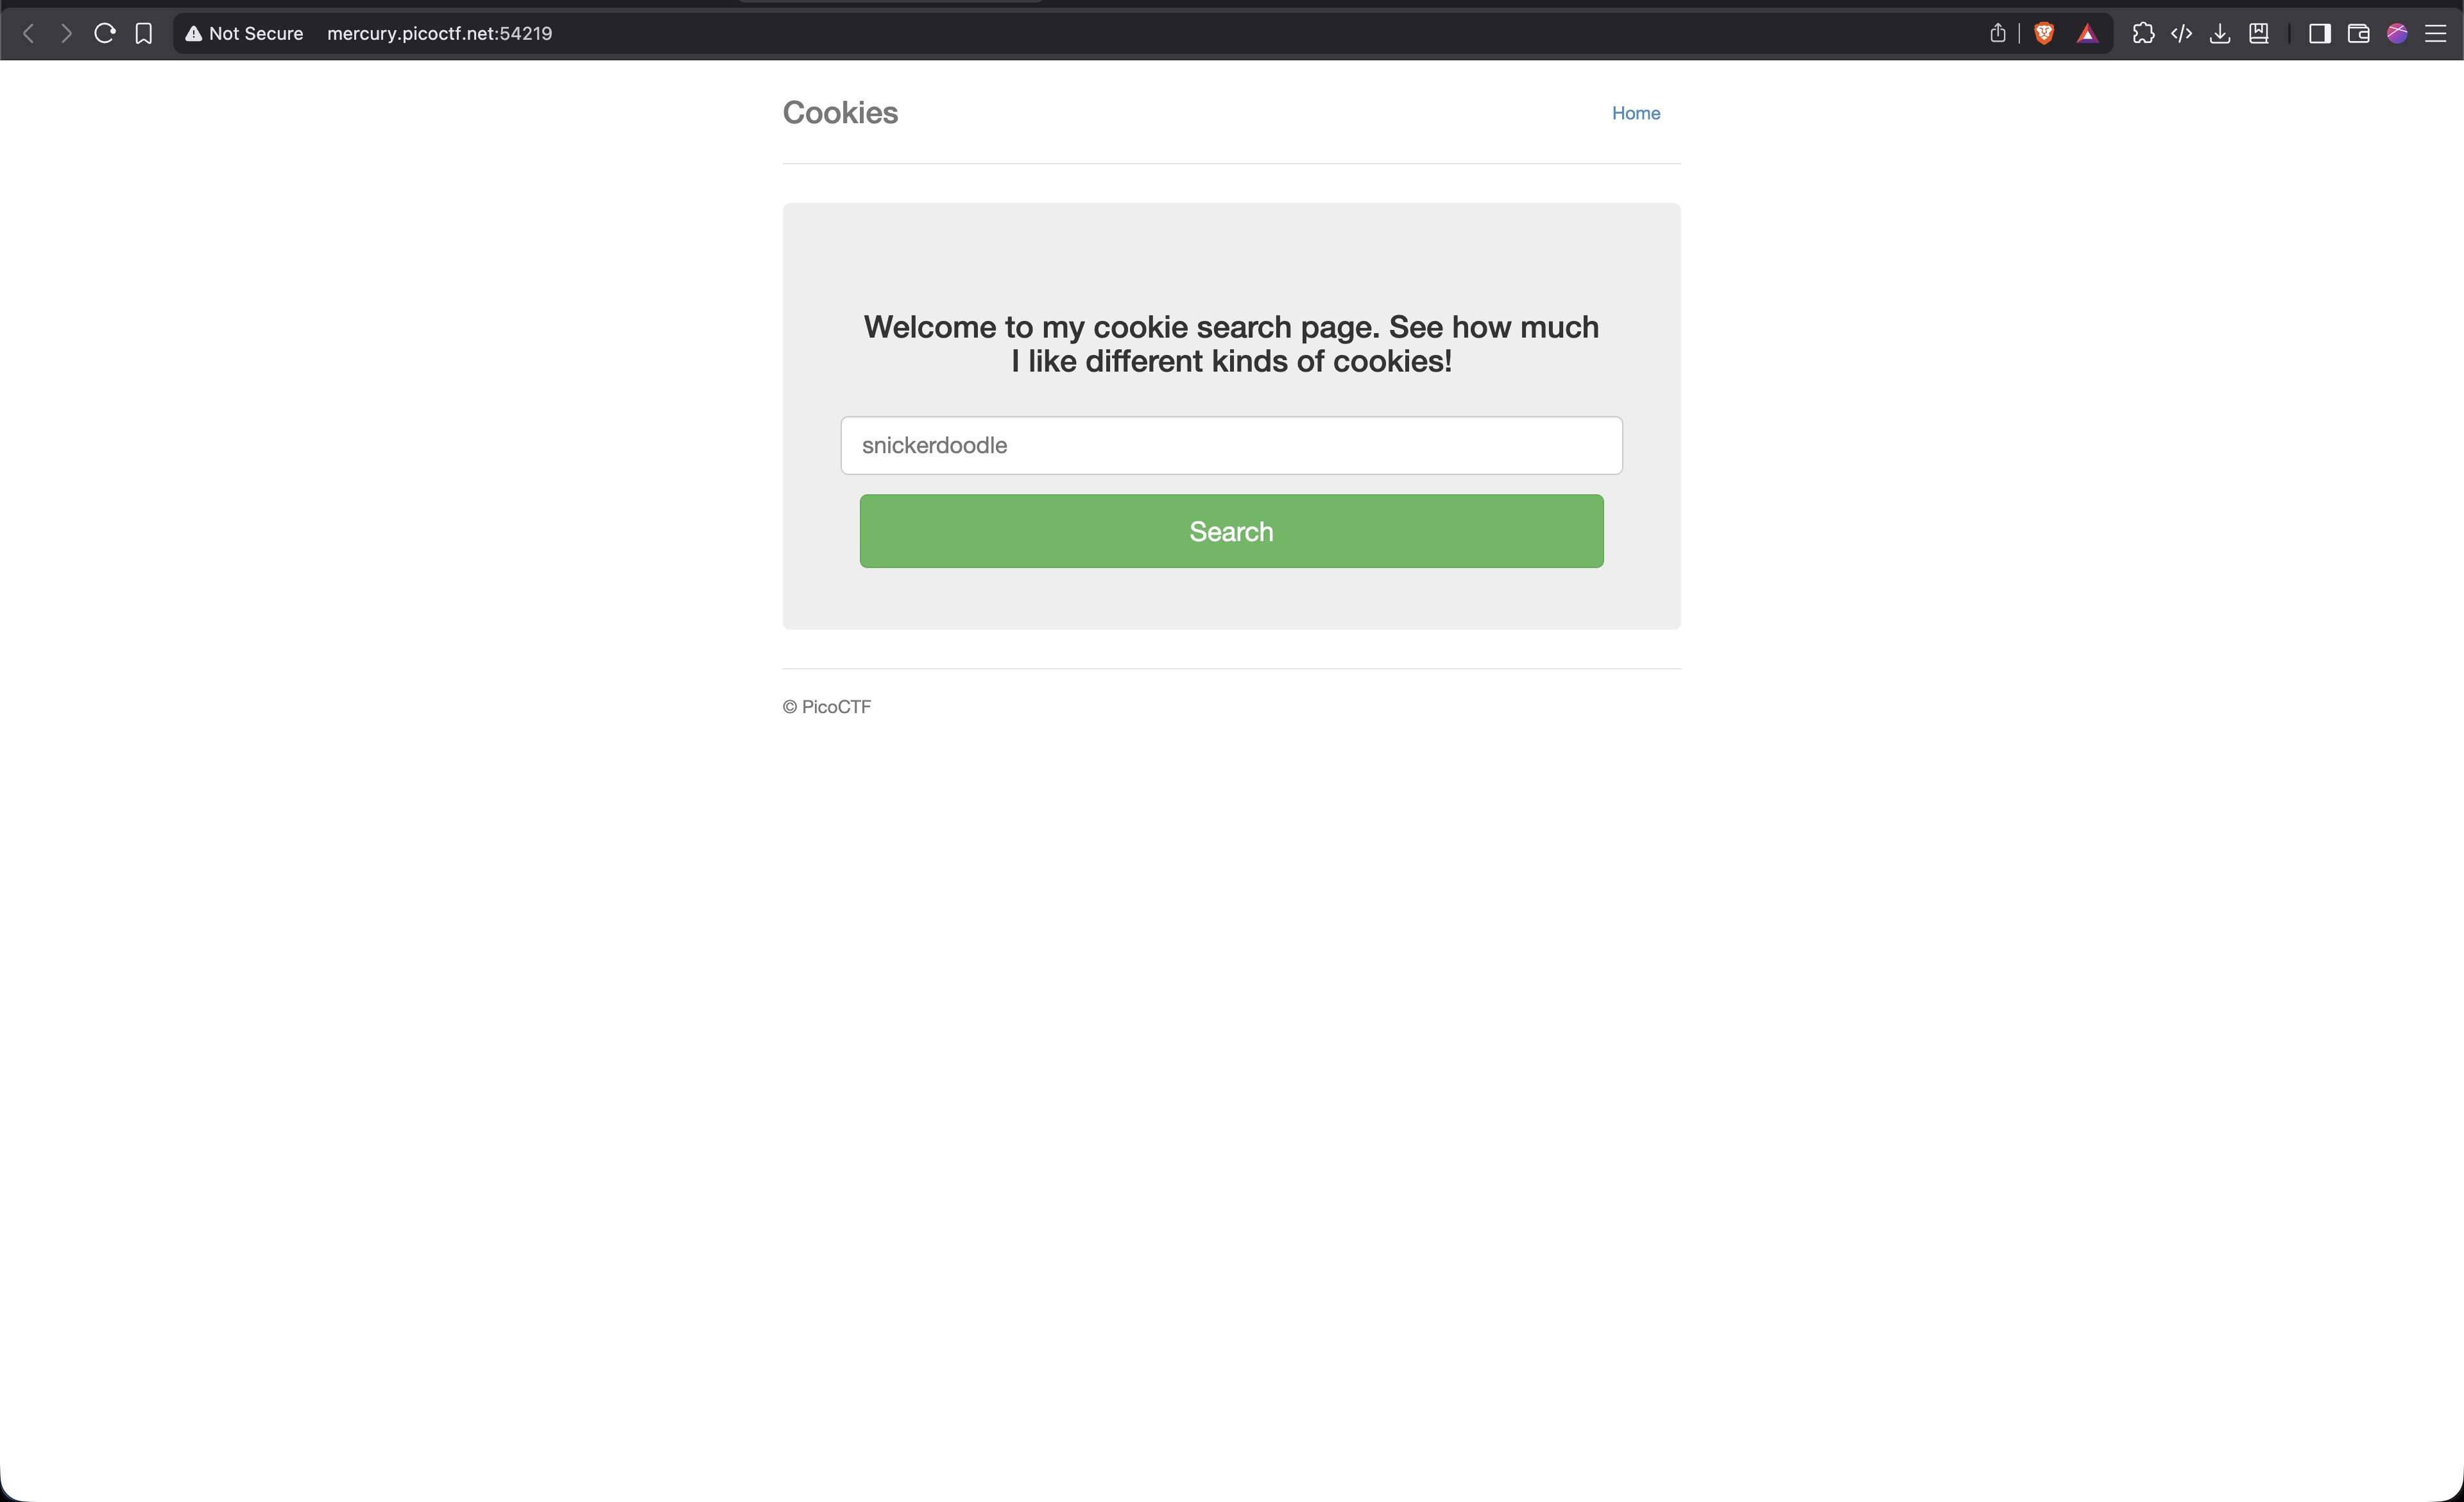 Not Secure mercury.picoctf.net:54219
Cookies
Home
Welcome to my cookie search page. See how much
I like different kinds of cookies!
snickerdoodle
Search
© PicoCTF